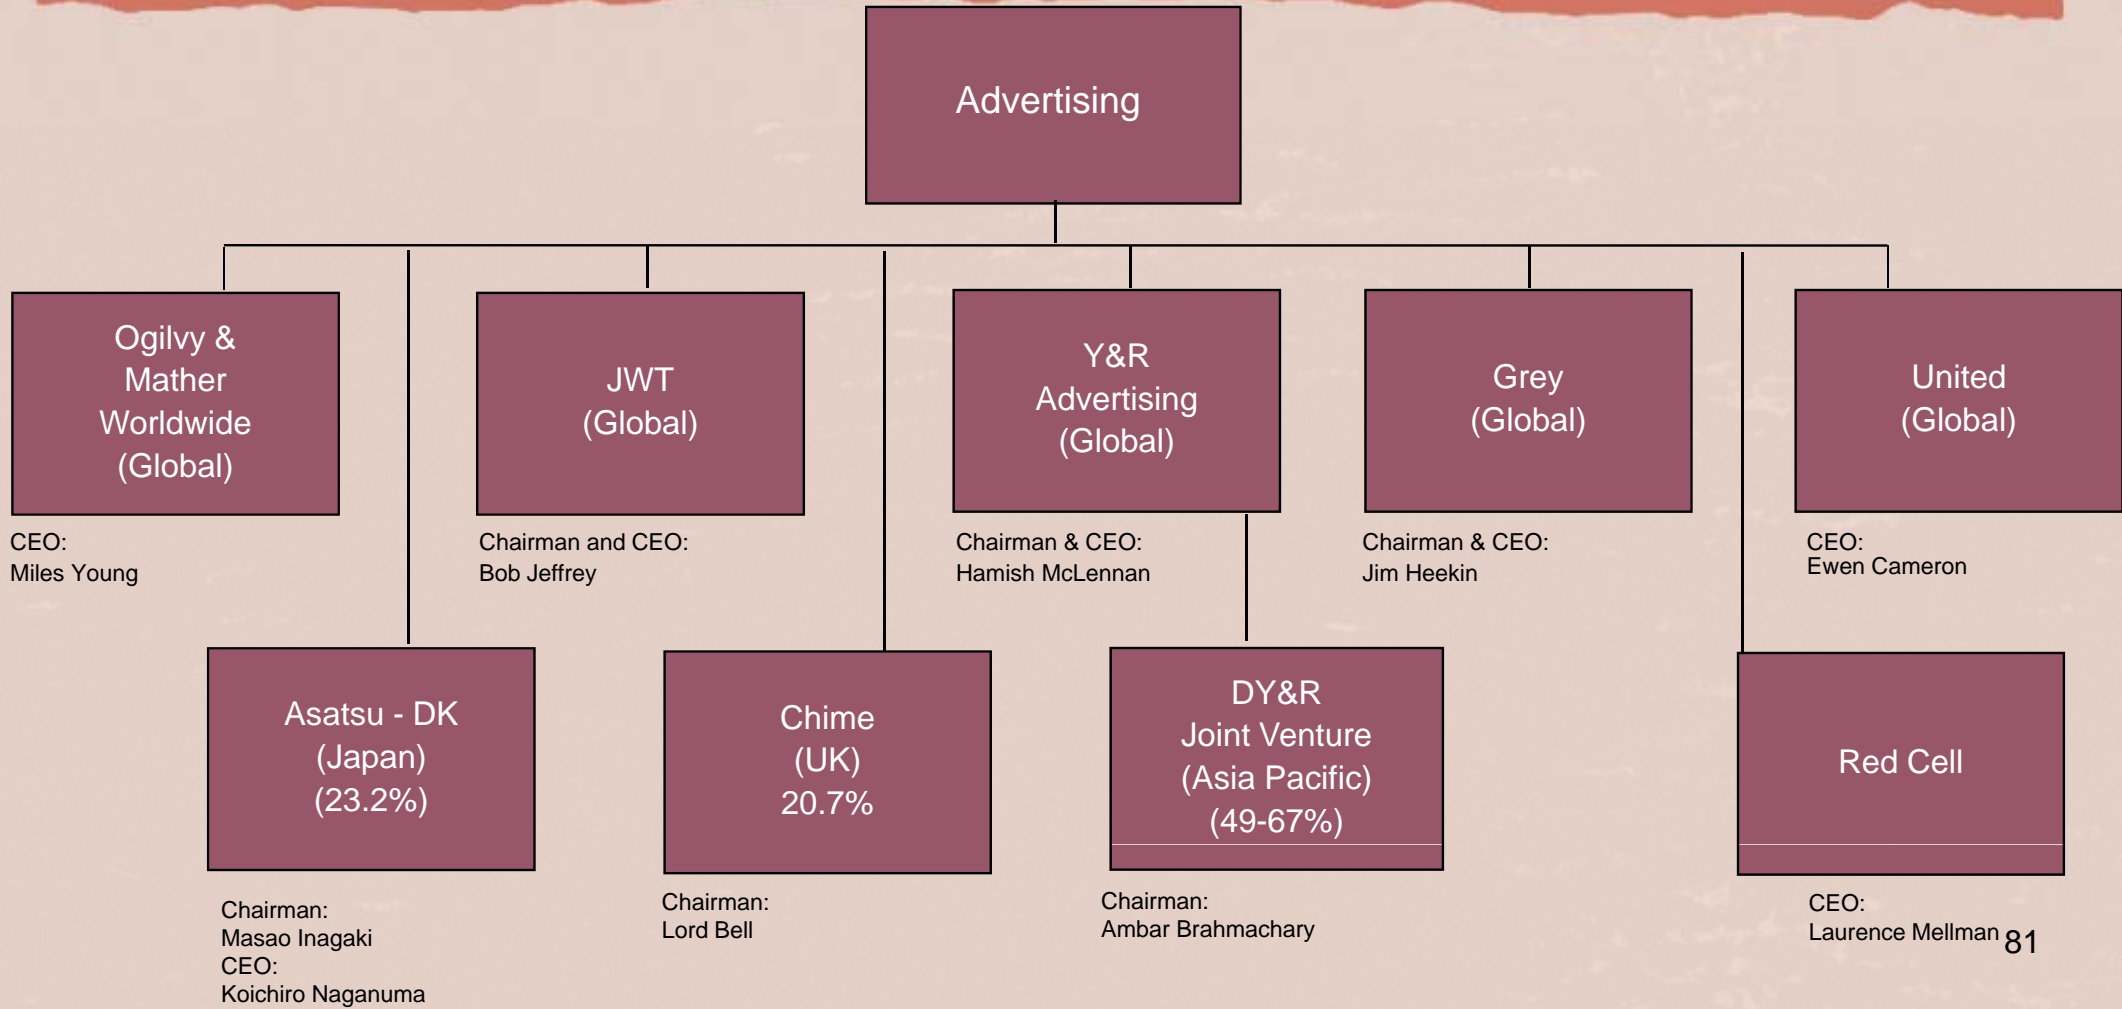 Advertising
Ogilvy &
Mather
Worldwide
(Global)
JWT
(Global)
Y&R
Advertising
(Global)
Grey
(Global)
United
(Global)
CEO:
Miles Young
Chairman and CEO:
Bob Jeffrey
Chairman & CEO:
Hamish McLennan
Chairman & CEO:
Jim Heekin
CEO:
Ewen Cameron
Asatsu - DK
(Japan)
(23.2%)
Chime
(UK)
20.7%
DY&R
Joint Venture
(Asia Pacific)
(49-67%)
Red Cell
Chairman:
Masao Inagaki
CEO:
Koichiro Naganuma
Chairman:
Lord Bell
Chairman:
Ambar Brahmachary
CEO:
Laurence Mellman
81